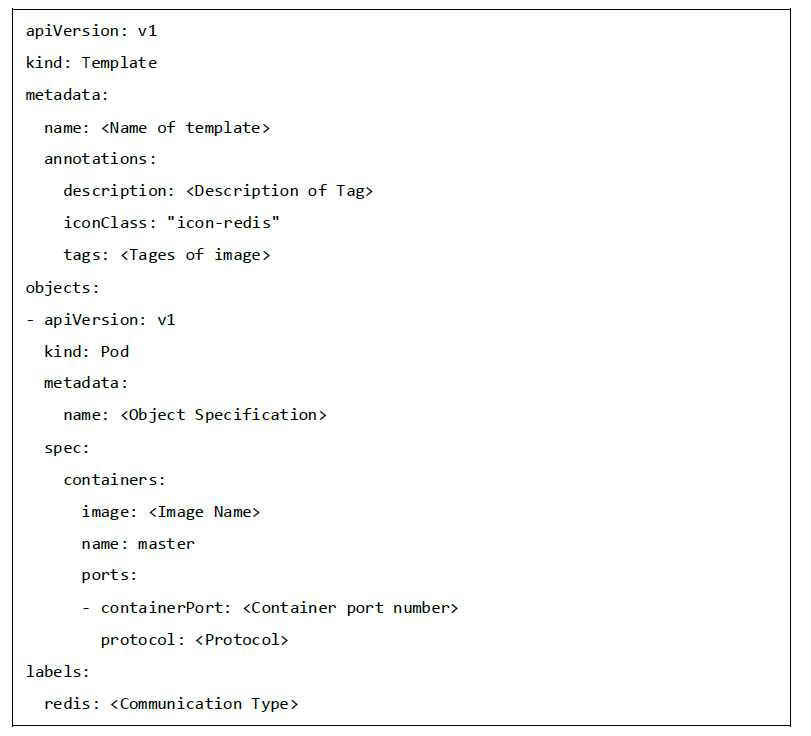 apiVersion: v1
kind: Template
metadata:
  name: <Name of template>
  annotations:
    description: <Description of Tag>
    iconClass: "icon-redis"
    tags: <Tages of image>
objects:
- apiVersion: v1
  kind: Pod
  metadata:
    name: <Object Specification>
  spec:
    containers:
      image: <Image Name>
      name: master
      ports:
      - containerPort: <Container port number>
        protocol: <Protocol>
labels:
  redis: <Communication Type>